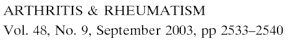 ARTHRITIS & RHEUMATISM
Vol. 48, No. 9, September 2003, pp 2533–2540